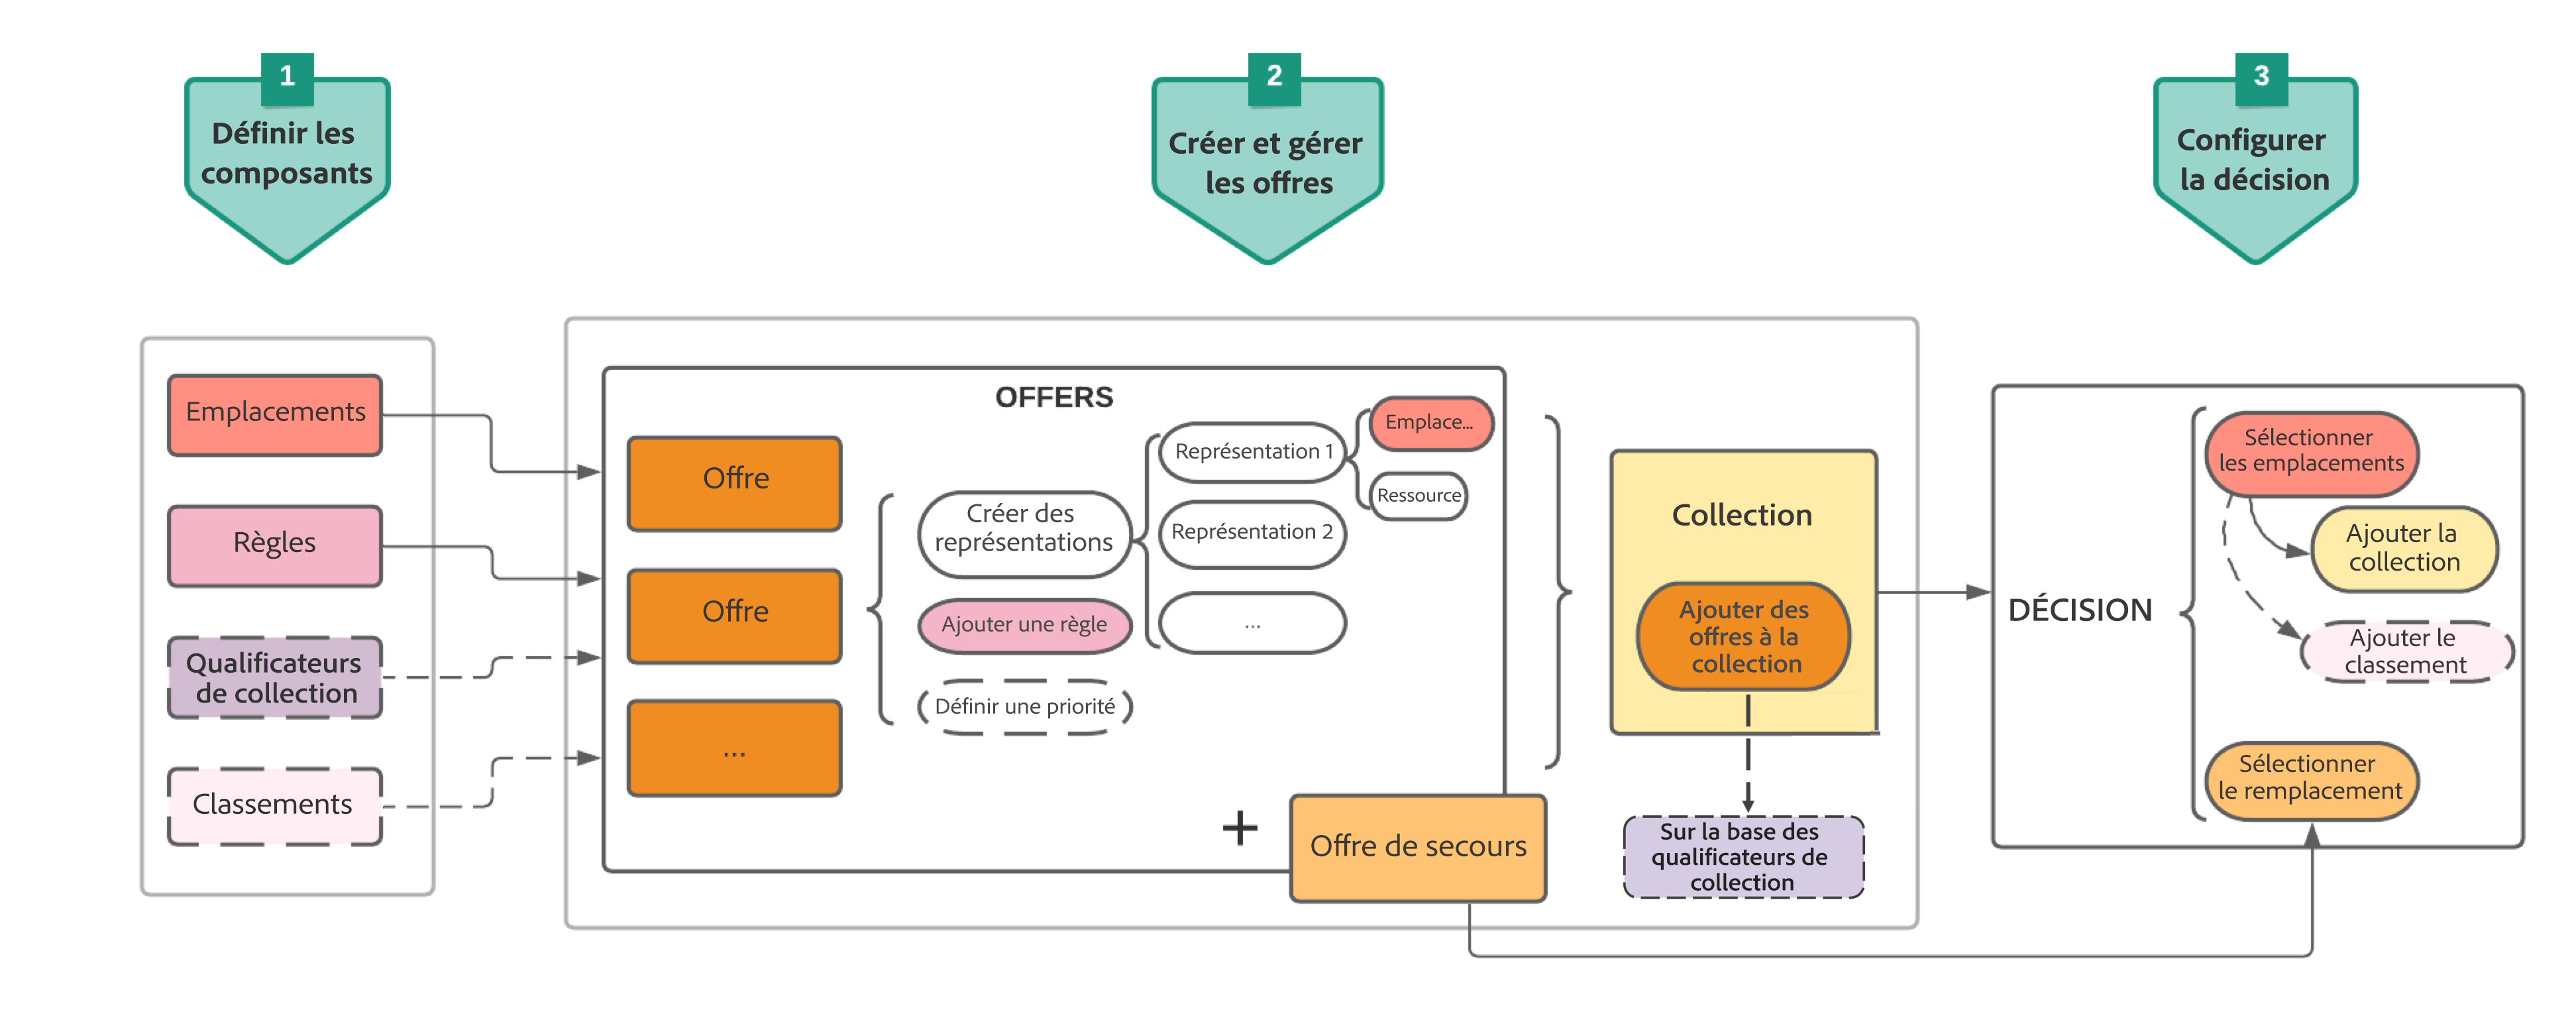 1
Définir les
composants
2
Créer et gérer
les offres
3
Configurer
la décision
Emplacements
Règles
Qualificateurs
de collection
Classements
OFFERS
Offre
Offre
...
Créer des
représentations
Ajouter une règle
Définir une priorité
Représentation 1
Représentation 2
...
Emplace...
Ressource
+
Offre de secours
Collection
Ajouter des
offres à la
collection
Sur la base des
qualificateurs de
collection
DÉCISION
Sélectionner
les emplacements
Ajouter la
collection
Ajouter le
classement
Sélectionner
le remplacement